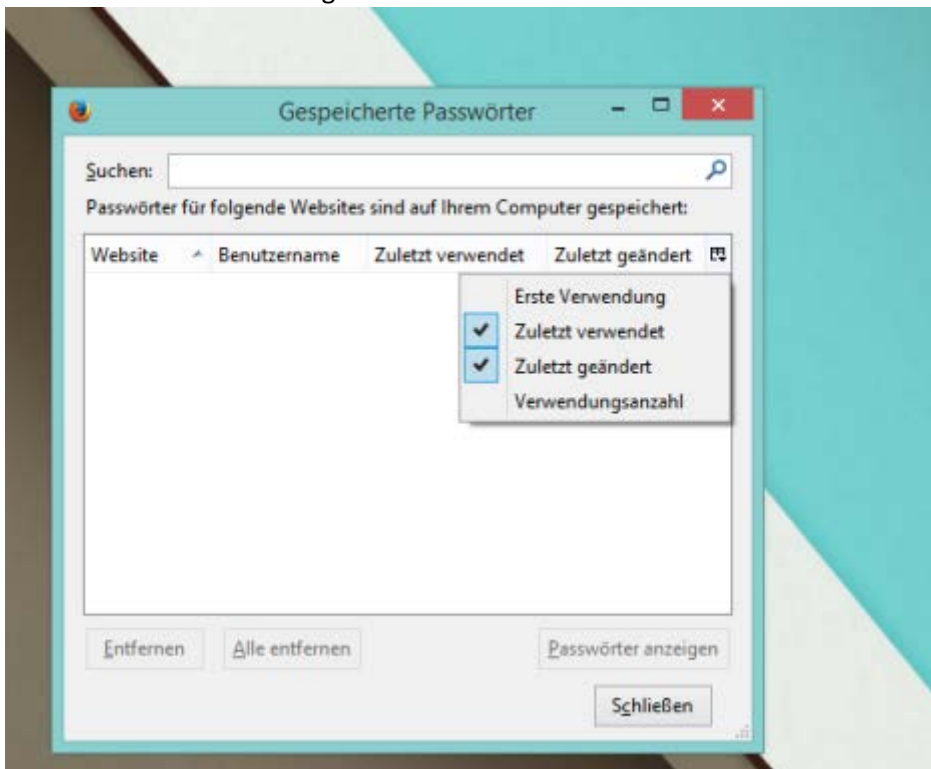 Gespeicherte Passwörter
Suchen:
Passwörter für folgende Websites sind auf Ihrem Computer gespeichert:
Website Benutzername Zuletzt verwendet Zuletzt geändert
Erste Verwendung
Zuletzt verwendet
Zuletzt geändert
Verwendungsanzahl
Entfernen Alle entfernen Passwörter anzeigen
Schließen